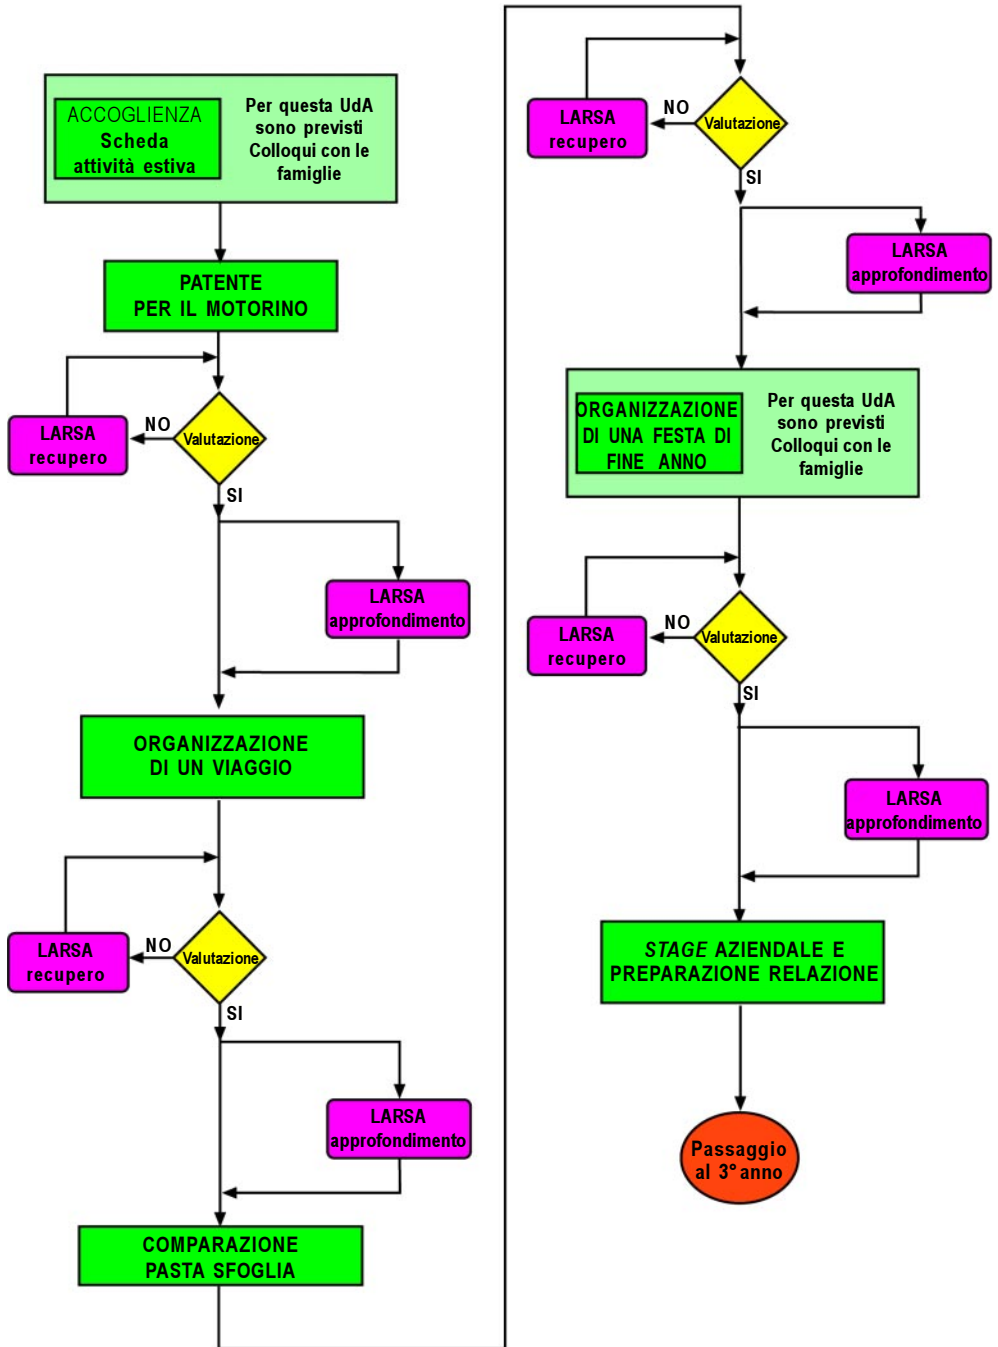 ACCOGLIENZA
Scheda
attività estiva
Per questa UdA
sono previsti
Colloqui con le
famiglie
PATENTE
PER IL MOTORINO
Valutazione
NO
LARSA
recupero
SI
LARSA
approfondimento
ORGANIZZAZIONE
DI UN VIAGGIO
Valutazione
NO
LARSA
recupero
SI
LARSA
approfondimento
COMPARAZIONE
PASTA SFOGLIA
Valutazione
NO
LARSA
recupero
SI
LARSA
approfondimento
ORGANIZZAZIONE
DI UNA FESTA DI
FINE ANNO
Per questa UdA
sono previsti
Colloqui con le
famiglie
Valutazione
NO
LARSA
recupero
SI
LARSA
approfondimento
STAGE AZIENDALE E
PREPARAZIONE RELAZIONE
Passaggio
al 3° anno